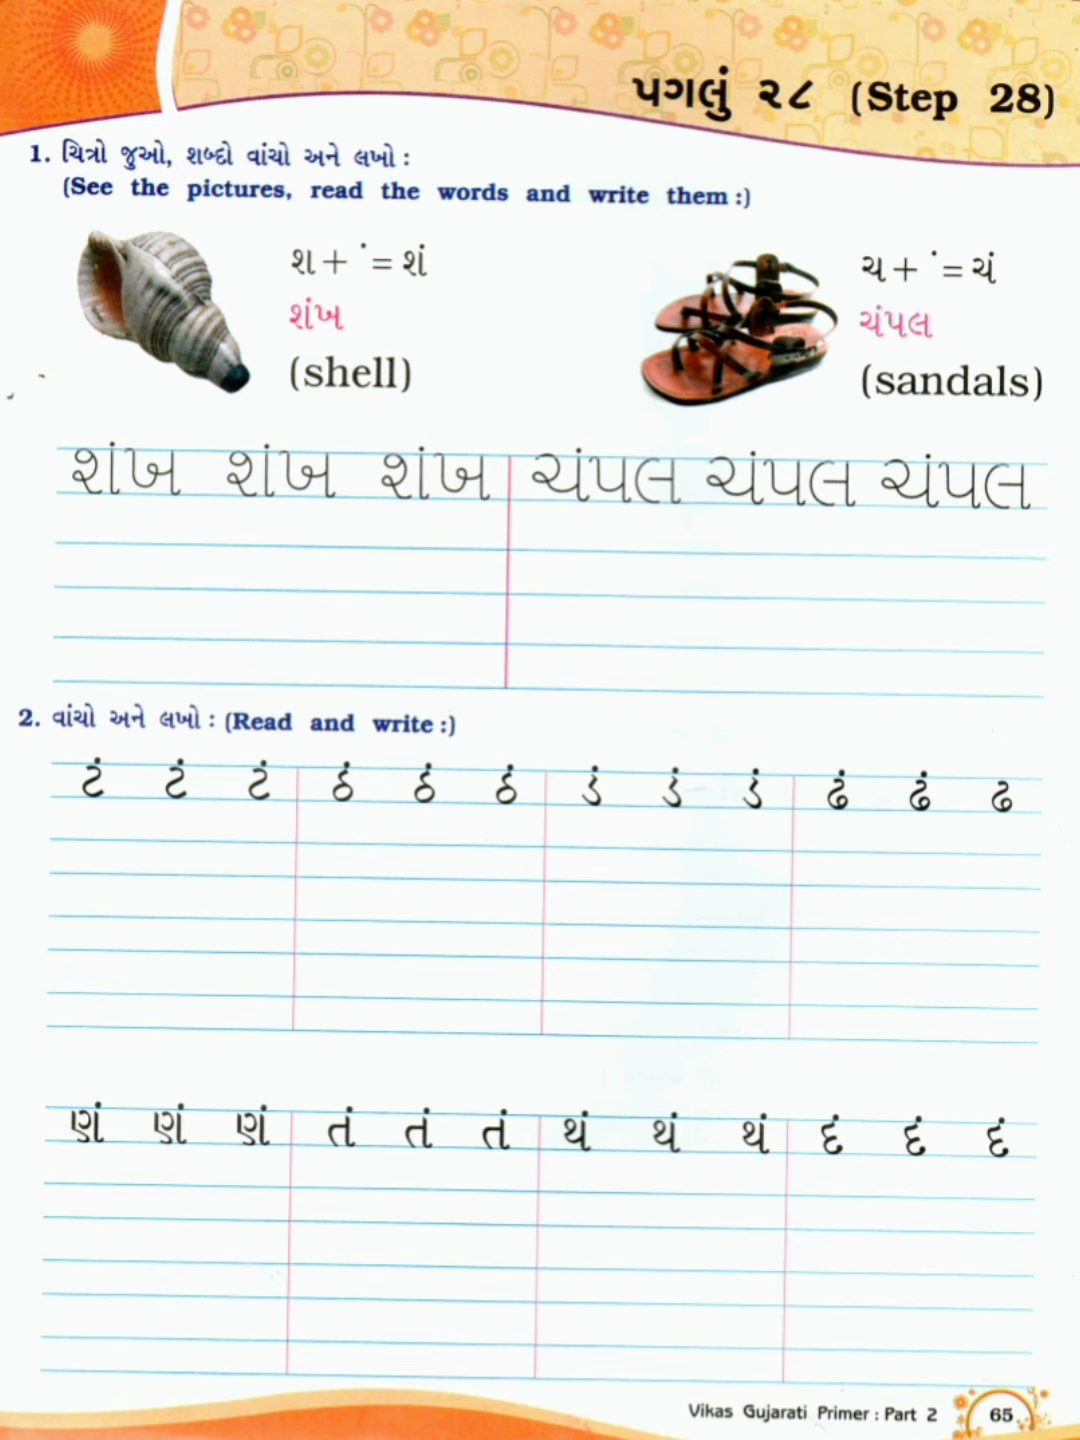 પગલું ૨૮ (Step 28)
1. ચિત્રો જુઓ, શબ્દો વાંચો અને લખો :
(See the pictures, read the words and write them :)
શ + ં = શં
શંખ
(shell)
ચ + ં = ચં
ચંપલ
(sandals)
શંખ શંખ શંખ ચંપલ ચંપલ ચંપલ
2. વાંચો અને લખો : (Read and write :)
ટં ટં ટં ઠં ઠં ઠં ડં ડં ડં ઢં ઢં ઢ
ણં ણં ણં તં તં તં થં થં થં દં દં દં
Vikas Gujarati Primer : Part 2 65